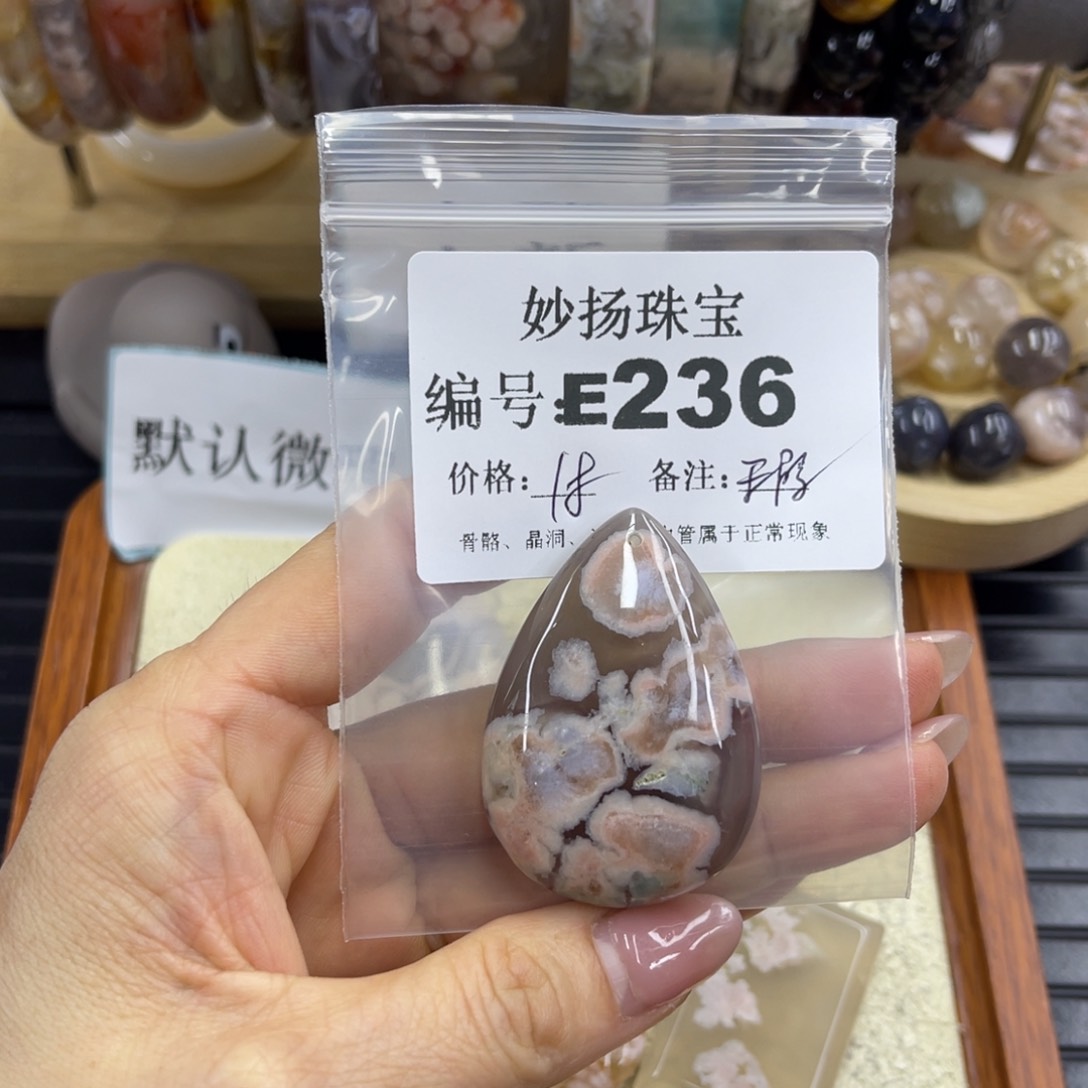 妙扬珠宝
编号:E236
价格:18 备注:
骨骼、晶洞、 管属于正常现象
默认微